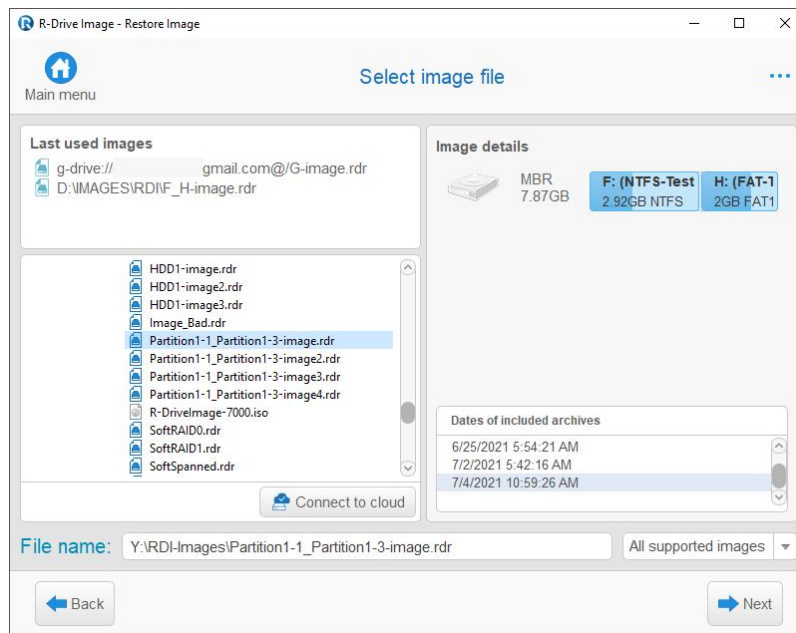 R-Drive Image - Restore Image
Main menu
Select image file
Last used images
g-drive:// gmail.com@/G-image.rdr
D:\IMAGES\RDI\F_H-image.rdr
HDD1-image.rdr
HDD1-image2.rdr
HDD1-image3.rdr
Image_Bad.rdr
Partition1-1_Partition1-3-image.rdr
Partition1-1_Partition1-3-image2.rdr
Partition1-1_Partition1-3-image3.rdr
Partition1-1_Partition1-3-image4.rdr
R-DriveImage-7000.iso
SoftRAID0.rdr
SoftRAID1.rdr
SoftSpanned.rdr
Connect to cloud
Image details
MBR
7.87GB
F: (NTFS-Test
2.92GB NTFS
H: (FAT-1
2GB FAT1
Dates of included archives
6/25/2021 5:54:21 AM
7/2/2021 5:42:16 AM
7/4/2021 10:59:26 AM
File name: Y:\RDI-Images\Partition1-1_Partition1-3-image.rdr All supported images
Back
Next